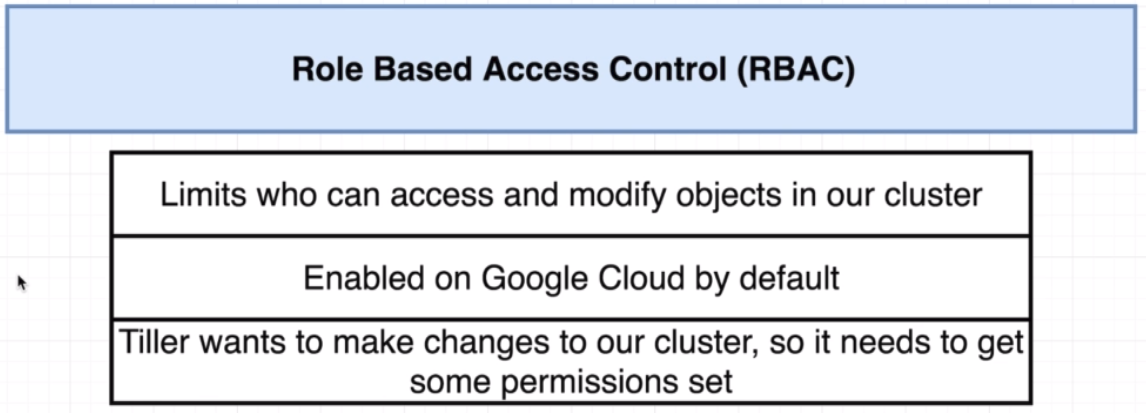 Role Based Access Control (RBAC)
Limits who can access and modify objects in our cluster
Enabled on Google Cloud by default
Tiller wants to make changes to our cluster, so it needs to get
some permissions set